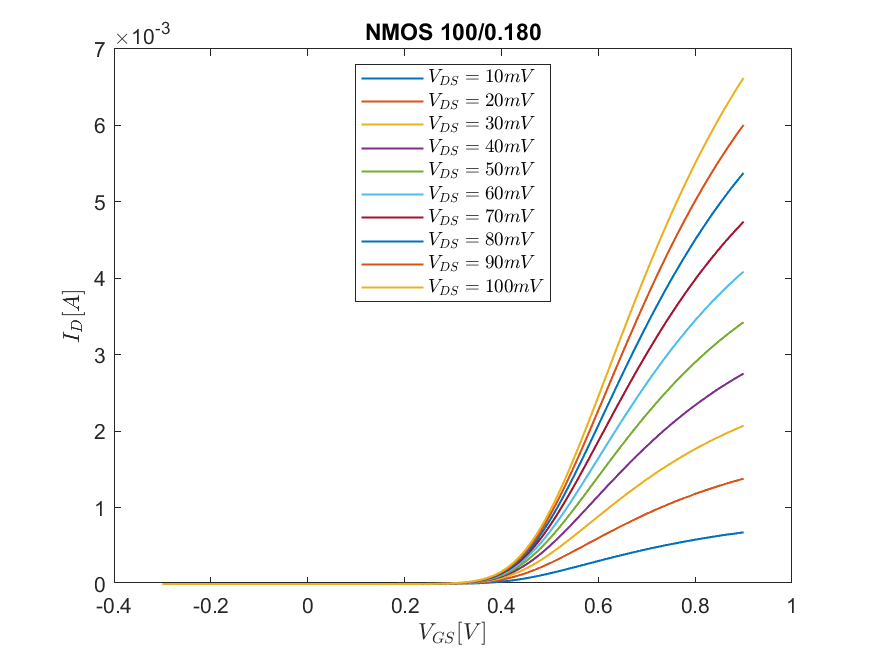 NMOS 100/0.180
×10⁻³
7
6
5
4
3
2
1
0
I_D[A]
V_DS = 10mV
V_DS = 20mV
V_DS = 30mV
V_DS = 40mV
V_DS = 50mV
V_DS = 60mV
V_DS = 70mV
V_DS = 80mV
V_DS = 90mV
V_DS = 100mV
-0.4 -0.2 0 0.2 0.4 0.6 0.8 1
V_GS[V]